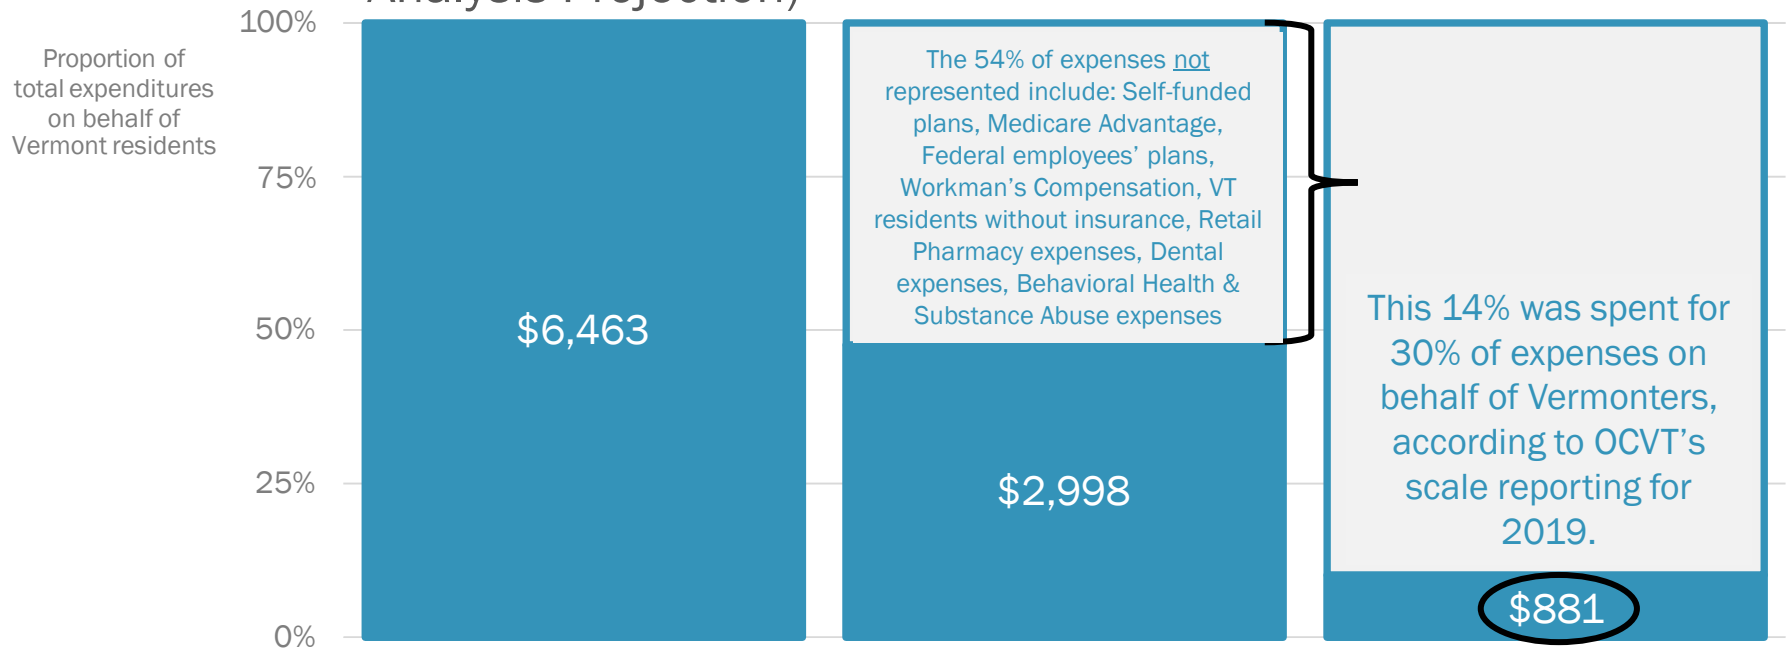 Analysis Projection)
Proportion of
total expenditures
on behalf of
Vermont residents
100%
75%
50%
25%
0%
$6,463
The 54% of expenses not
represented include: Self-funded
plans, Medicare Advantage,
Federal employees’ plans,
Workman’s Compensation, VT
residents without insurance, Retail
Pharmacy expenses, Dental
expenses, Behavioral Health &
Substance Abuse expenses
$2,998
This 14% was spent for
30% of expenses on
behalf of Vermonters,
according to OCVT’s
scale reporting for
2019.
$881